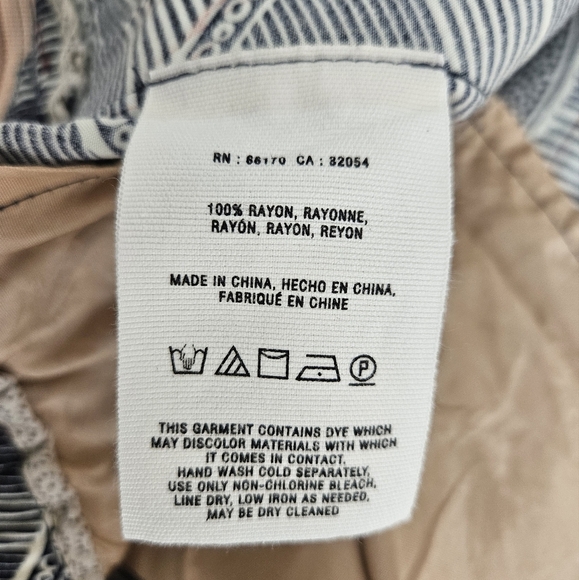 RN : 66170 CA : 32054
100% RAYON, RAYONNE,
RAYÓN, RAYON, REYON
MADE IN CHINA, HECHO EN CHINA,
FABRIQUÉ EN CHINE
P
THIS GARMENT CONTAINS DYE WHICH
MAY DISCOLOR MATERIALS WITH WHICH
IT COMES IN CONTACT.
HAND WASH COLD SEPARATELY,
USE ONLY NON-CHLORINE BLEACH,
LINE DRY, LOW IRON AS NEEDED,
MAY BE DRY CLEANED